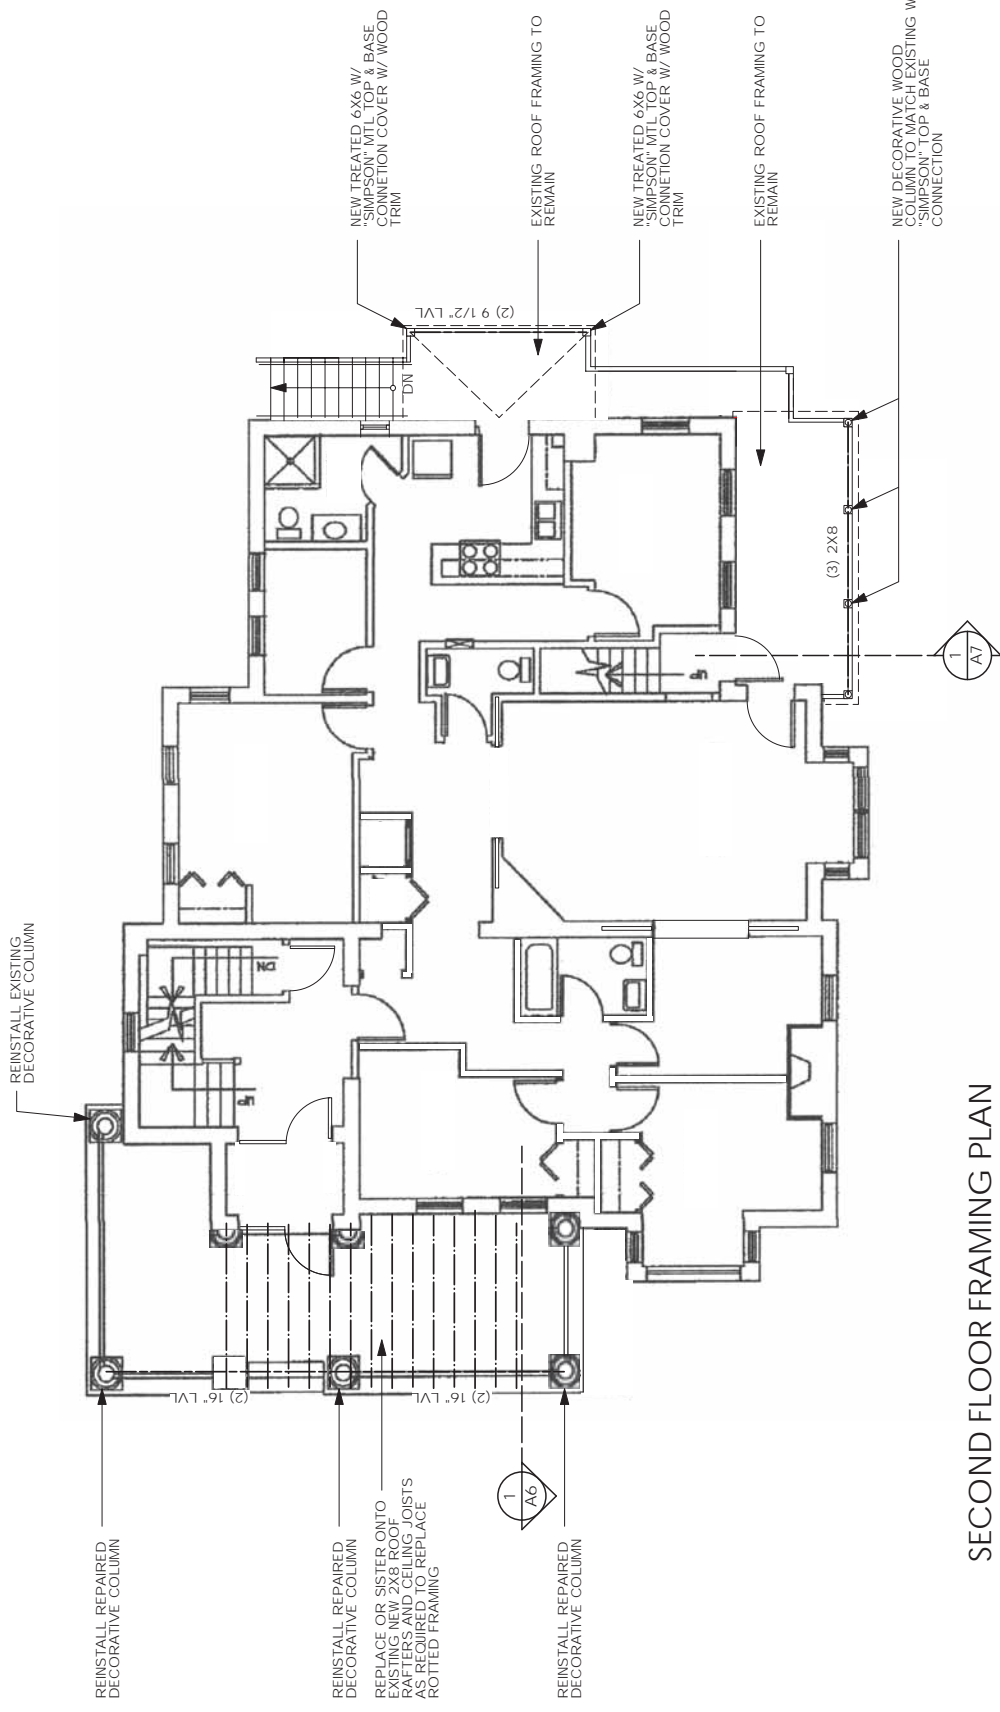 NEW TREATED 6X6 W/
"SIMPSON" MTL TOP & BASE
CONNETION COVER W/ WOOD
TRIM
EXISTING ROOF FRAMING TO
REMAIN
NEW TREATED 6X6 W/
"SIMPSON" MTL TOP & BASE
CONNETION COVER W/ WOOD
TRIM
EXISTING ROOF FRAMING TO
REMAIN
NEW DECORATIVE WOOD
COLUMN TO MATCH EXISTING W
"SIMPSON" TOP & BASE
CONNECTION
(2) 9 1/2" LVL
DN
(3) 2X8
UP
1
A7
REINSTALL EXISTING
DECORATIVE COLUMN
DN
UP
(2) 16" LVL
(2) 16" LVL
1
A6
REINSTALL REPAIRED
DECORATIVE COLUMN
REINSTALL REPAIRED
DECORATIVE COLUMN
REPLACE OR SISTER ONTO
EXISTING NEW 2X8 ROOF
RAFTERS AND CEILING JOISTS
AS REQUIRED TO REPLACE
ROTTED FRAMING
REINSTALL REPAIRED
DECORATIVE COLUMN
SECOND FLOOR FRAMING PLAN